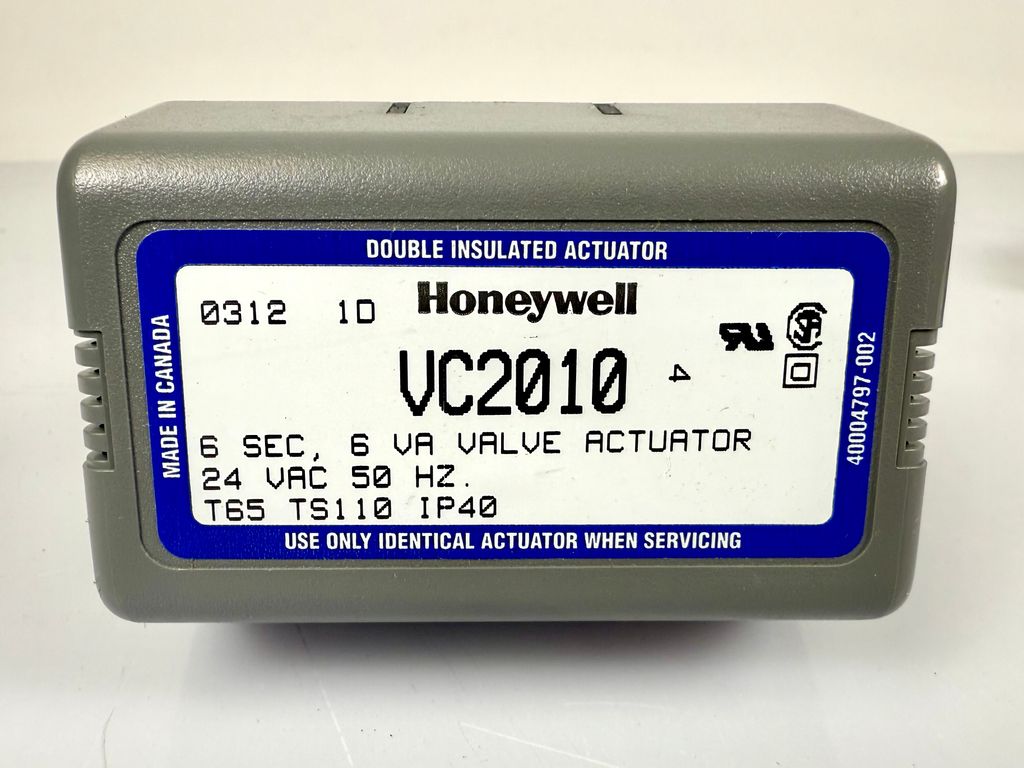 DOUBLE INSULATED ACTUATOR
Honeywell
0312 1D
VC2010 4
6 SEC, 6 VA VALVE ACTUATOR
24 VAC 50 HZ.
T65 TS110 IP40
USE ONLY IDENTICAL ACTUATOR WHEN SERVICING
MADE IN CANADA
40004797-002